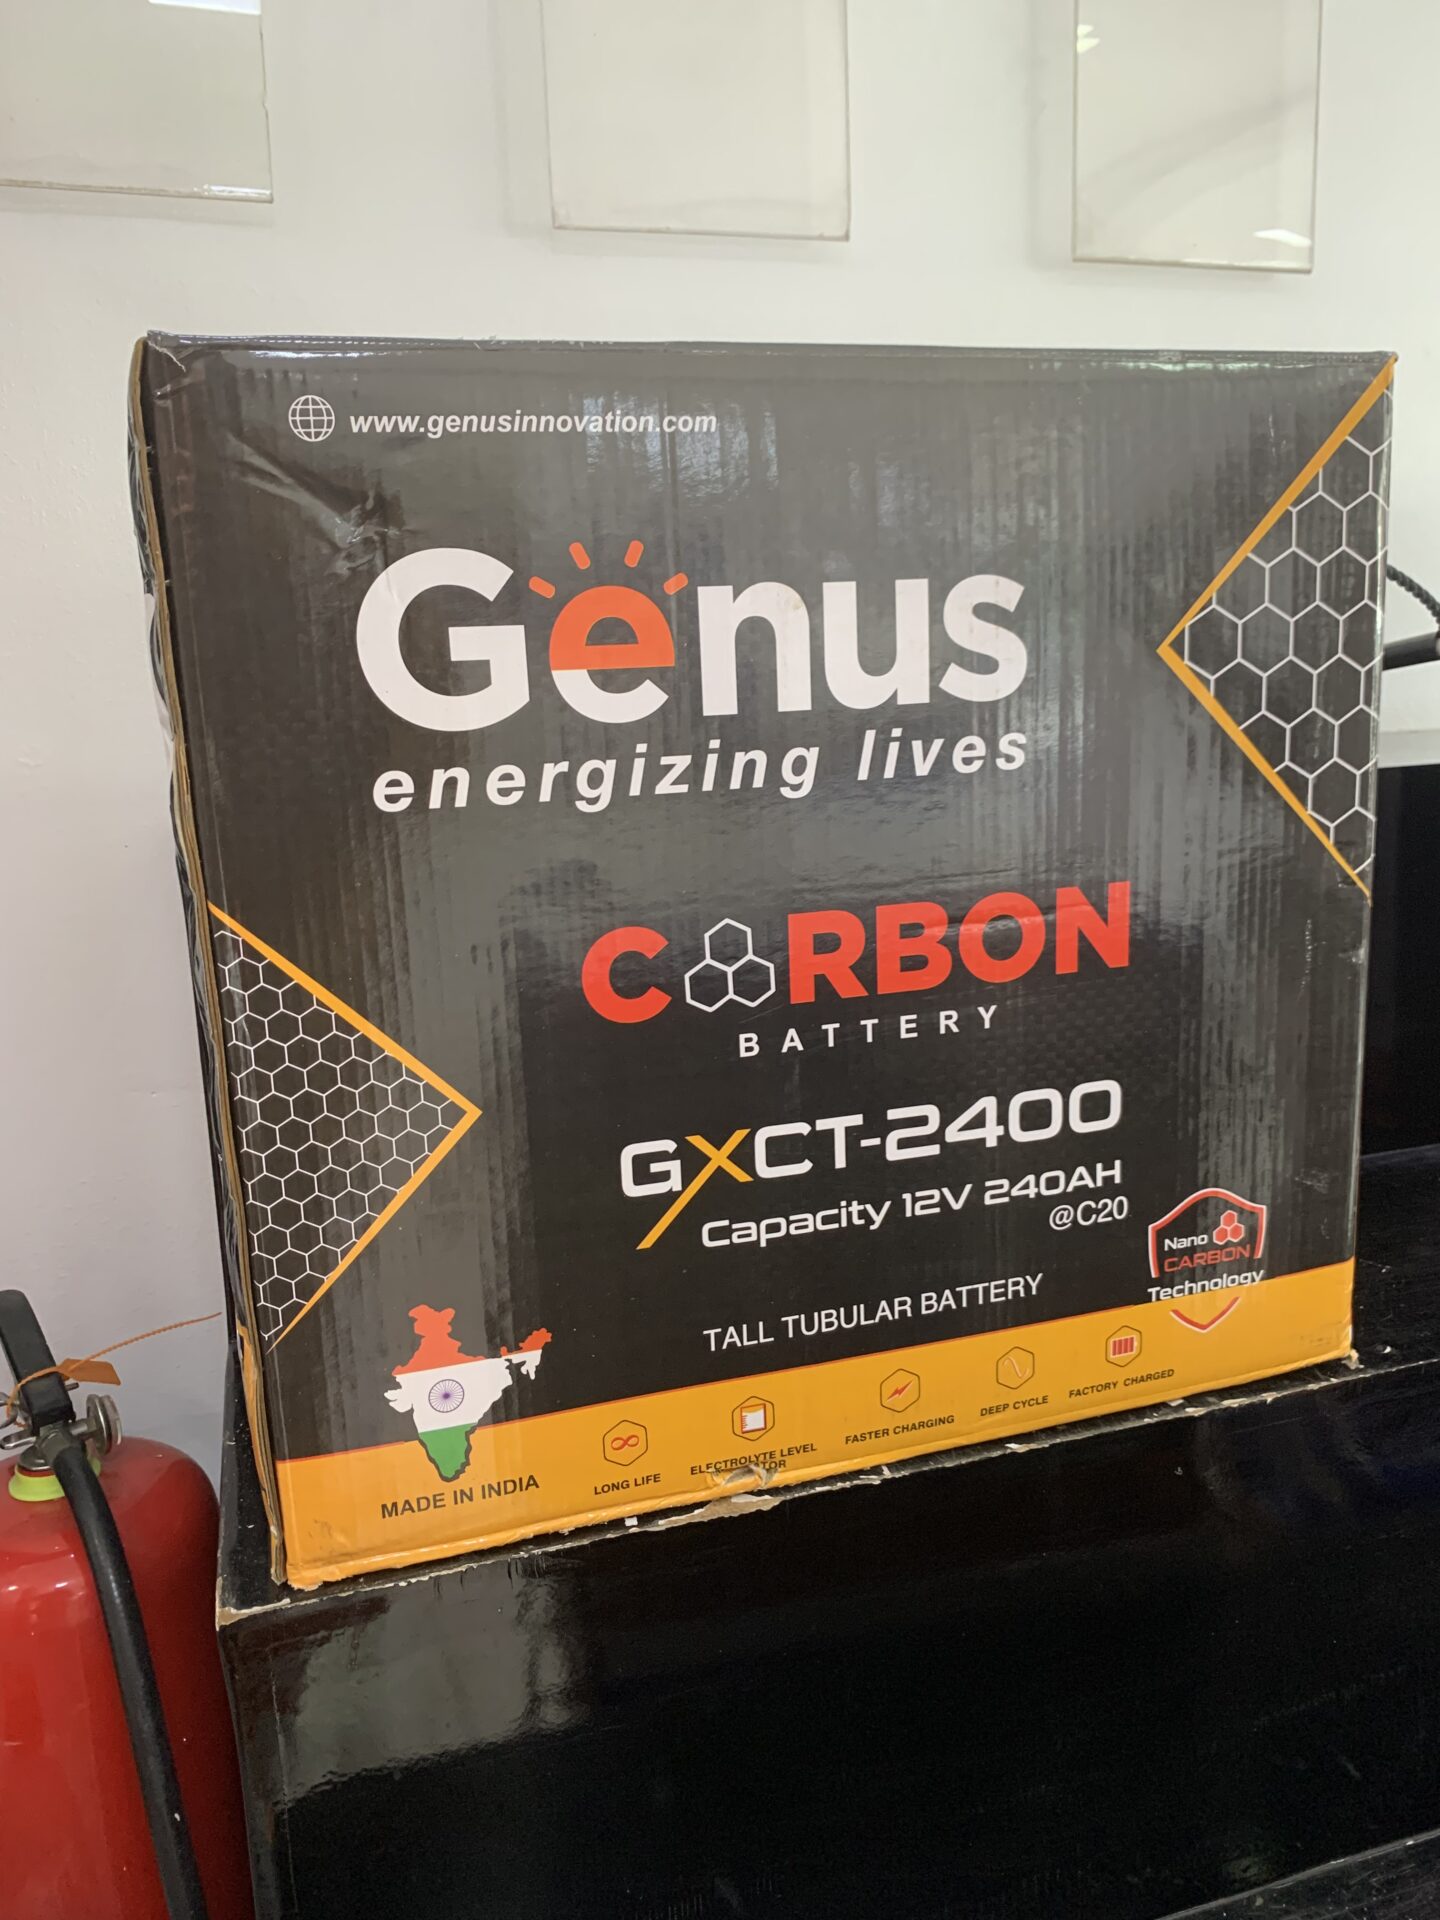 www.genusinnovation.com
Genus
energizing lives
CARBON
BATTERY
GXCT-2400
Capacity 12V 240AH
@C20
Nano
CARBON
Technology
TALL TUBULAR BATTERY
MADE IN INDIA
LONG LIFE
ELECTROLYTE LEVEL
FASTER CHARGING
DEEP CYCLE
FACTORY CHARGED